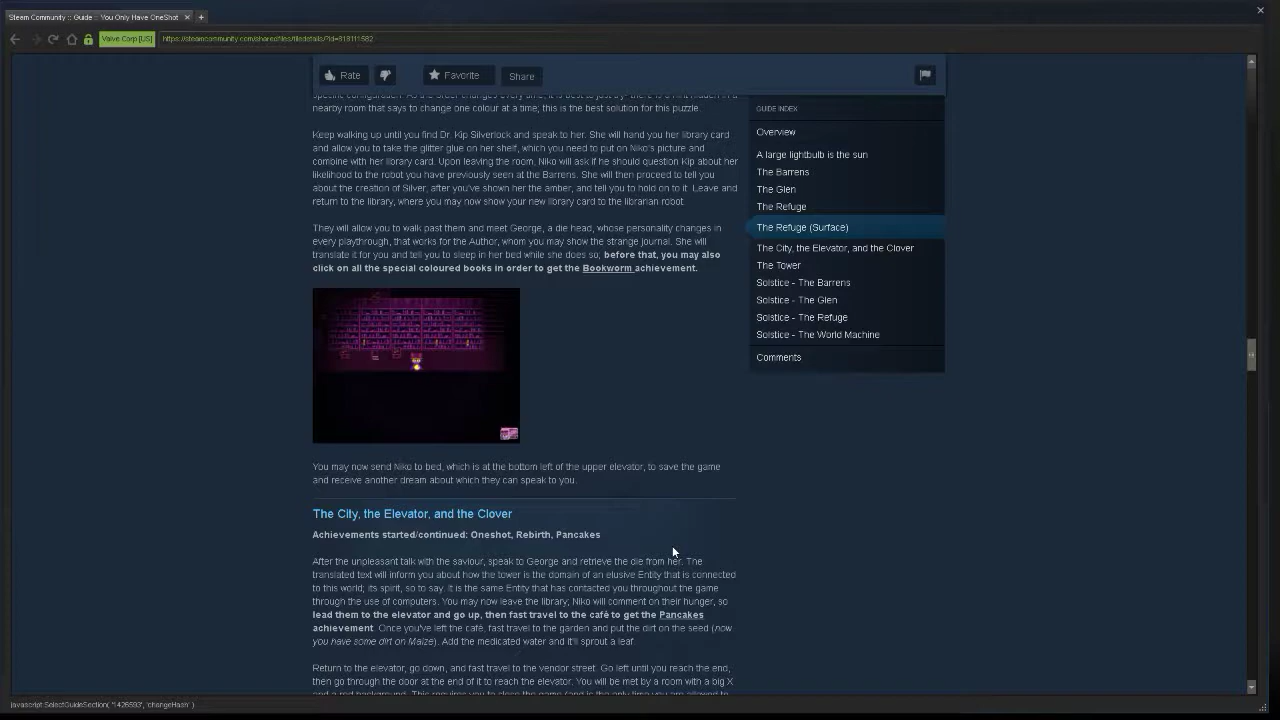 Steam Community :: Guide :: You Only Have OneShot
Valve Corp [US]
https://steamcommunity.com/sharedfiles/filedetails/?id=818111582
Rate
Favorite
Share
nearby room that says to change one colour at a time; this is the best solution for this puzzle.
Keep walking up until you find Dr. Kip Silverlock and speak to her. She will hand you her library card
and allow you to take the glitter glue on her shelf, which you need to put on Niko's picture and
combine with her library card. Upon leaving the room, Niko will ask if he should question Kip about her
likelihood to the robot you have previously seen at the Barrens. She will then proceed to tell you
about the creation of Silver, after you've shown her the amber, and tell you to hold on to it. Leave and
return to the library, where you may now show your new library card to the librarian robot.
They will allow you to walk past them and meet George, a die head, whose personality changes in
every playthrough, that works for the Author, whom you may show the strange journal. She will
translate it for you and tell you to sleep in her bed while she does so; before that, you may also
click on all the special coloured books in order to get the Bookworm achievement.
You may now send Niko to bed, which is at the bottom left of the upper elevator, to save the game
and receive another dream about which they can speak to you.
The City, the Elevator, and the Clover
Achievements started/continued: Oneshot, Rebirth, Pancakes
After the unpleasant talk with the saviour, speak to George and retrieve the die from her. The
translated text will inform you about how the tower is the domain of an elusive Entity that is connected
to this world; its spirit, so to say. It is the same Entity that has contacted you throughout the game
through the use of computers. You may now leave the library; Niko will comment on their hunger, so
lead them to the elevator and go up, then fast travel to the café to get the Pancakes
achievement. Once you've left the café, fast travel to the garden and put the dirt on the seed (now
you have some dirt on Maize). Add the medicated water and it'll sprout a leaf.
Return to the elevator, go down, and fast travel to the vendor street. Go left until you reach the end,
then go through the door at the end of it to reach the elevator. You will be met by a room with a big X
and a red background. This requires you to close the game (and is the only time you are allowed to
GUIDE INDEX
Overview
A large lightbulb is the sun
The Barrens
The Glen
The Refuge
The Refuge (Surface)
The City, the Elevator, and the Clover
The Tower
Solstice - The Barrens
Solstice - The Glen
Solstice - The Refuge
Solstice - The World Machine
Comments
javascript:SelectGuideSection( '1426593', 'changeHash' )